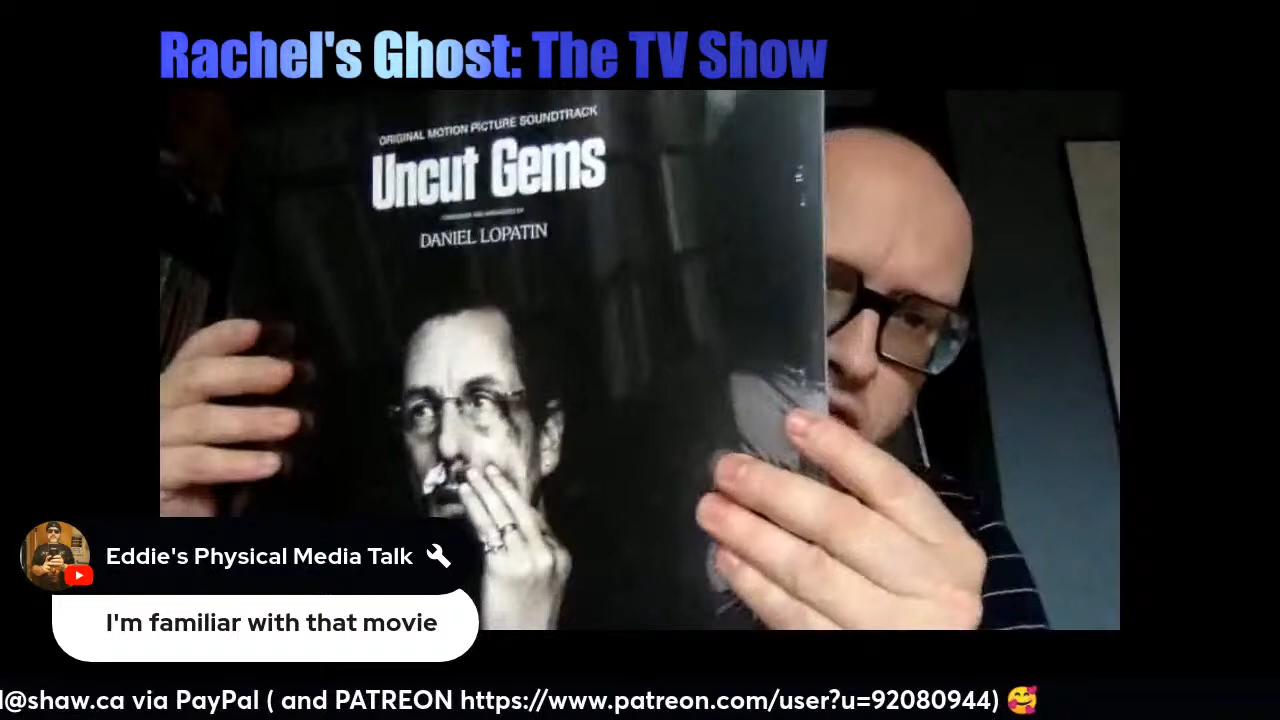 Rachel's Ghost: The TV Show
ORIGINAL MOTION PICTURE SOUNDTRACK
Uncut Gems
DANIEL LOPATIN
Eddie's Physical Media Talk
I'm familiar with that movie
l@shaw.ca via PayPal ( and PATREON https://www.patreon.com/user?u=92080944) 🥰